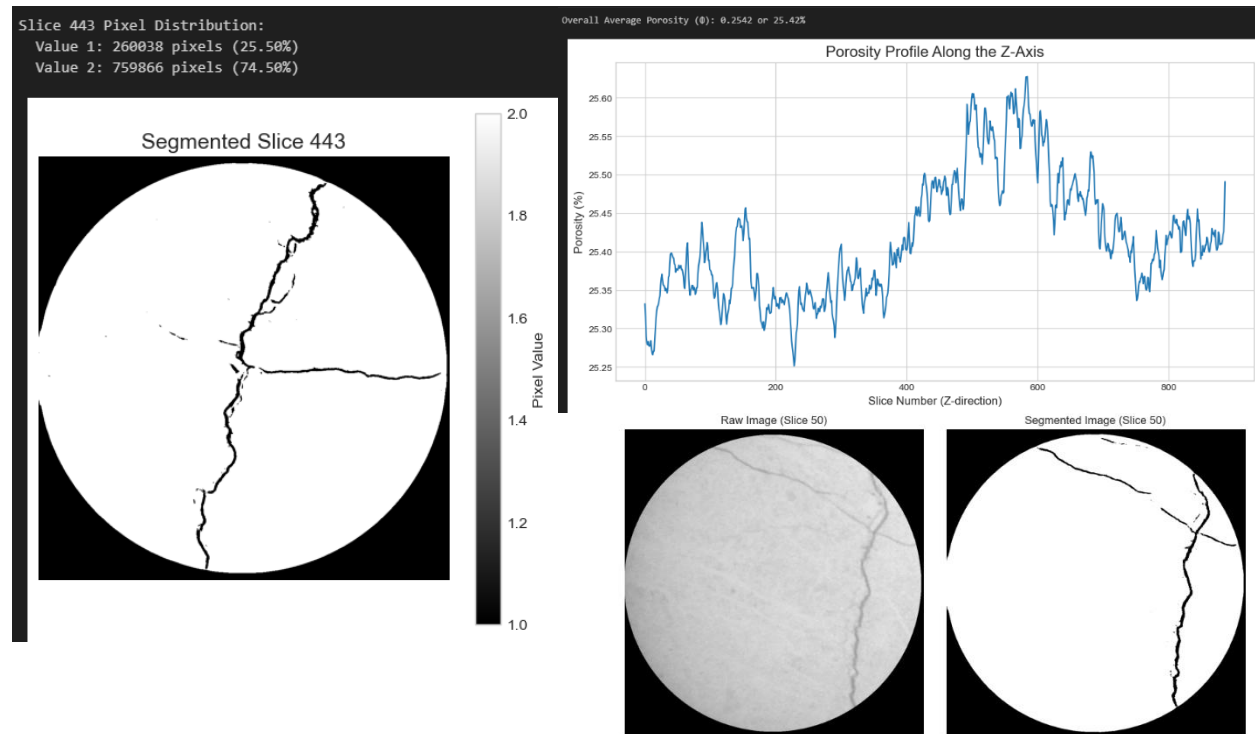 Slice 443 Pixel Distribution:
Value 1: 260038 pixels (25.50%)
Value 2: 759866 pixels (74.50%)
Segmented Slice 443
2.0
1.8
1.6
1.4
1.2
1.0
Pixel Value
Overall Average Porosity (Φ): 0.2542 or 25.42%
Porosity Profile Along the Z-Axis
25.60
25.55
25.50
25.45
25.40
25.35
25.30
25.25
Porosity (%)
0
200
400
600
800
Slice Number (Z-direction)
Raw Image (Slice 50)
Segmented Image (Slice 50)